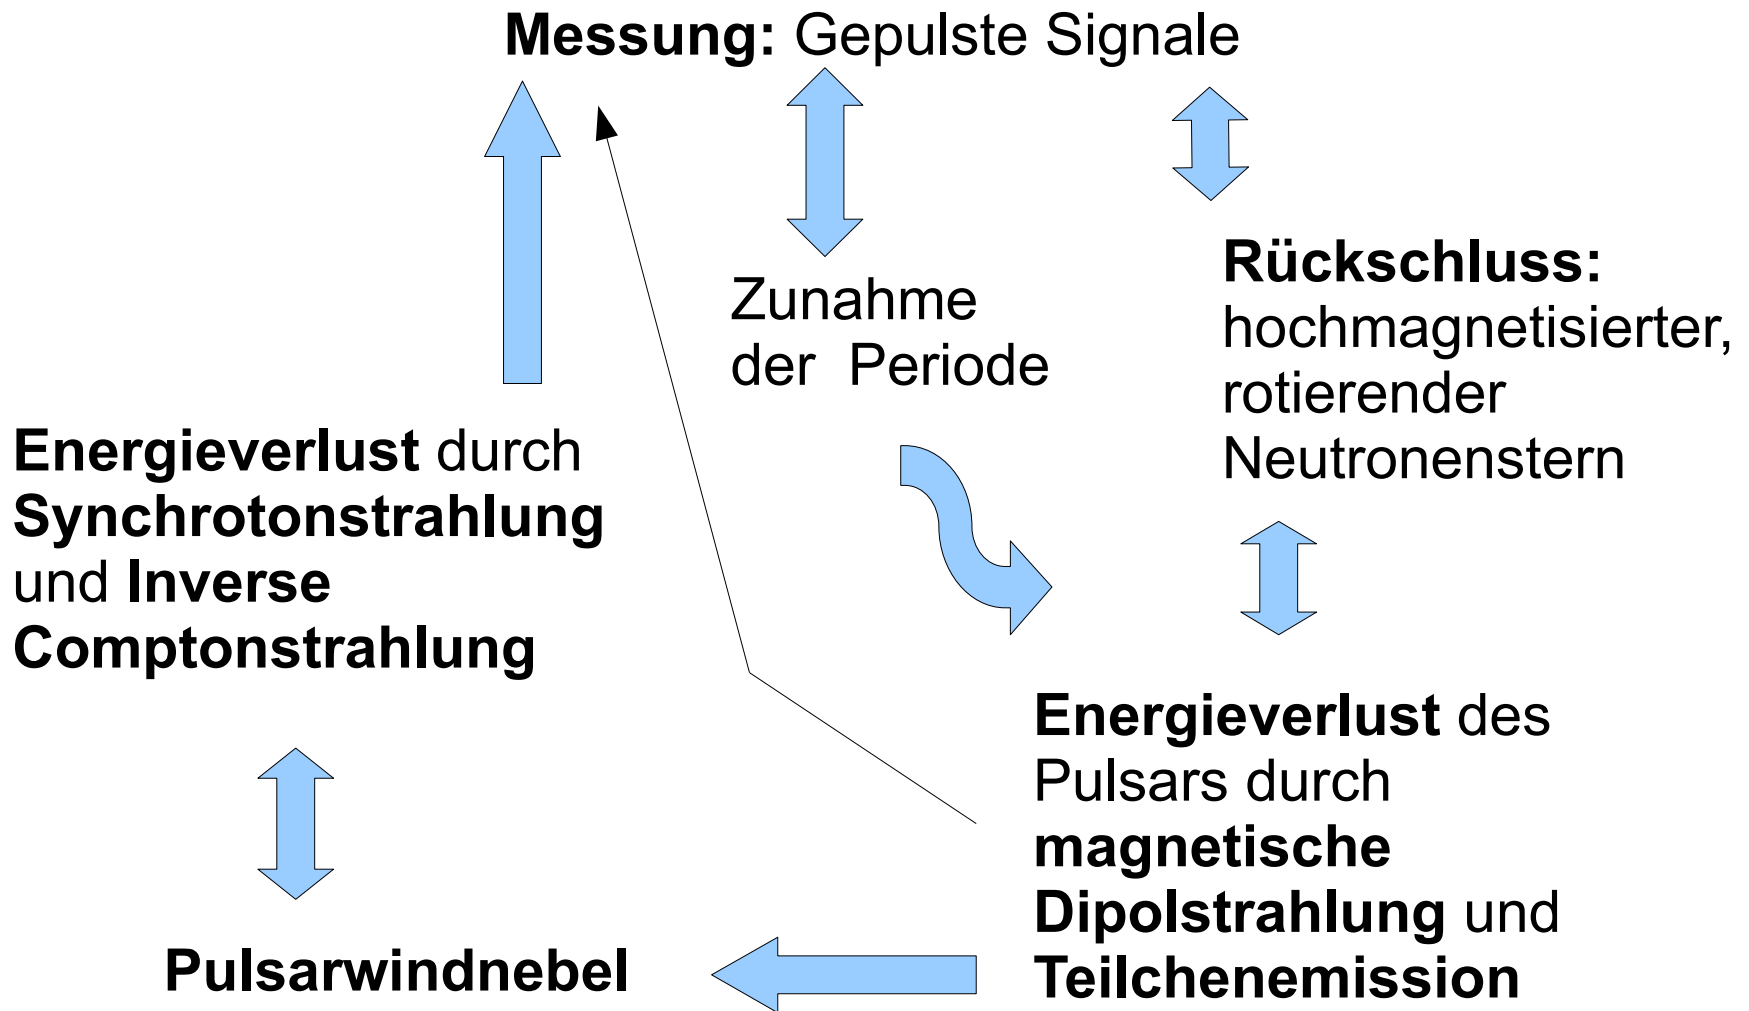 Messung: Gepulste Signale
Zunahme
der Periode
Rückschluss:
hochmagnetisierter,
rotierender
Neutronenstern
Energieverlust durch
Synchrotonstrahlung
und Inverse
Comptonstrahlung
Energieverlust des
Pulsars durch
magnetische
Dipolstrahlung und
Teilchenemission
Pulsarwindnebel